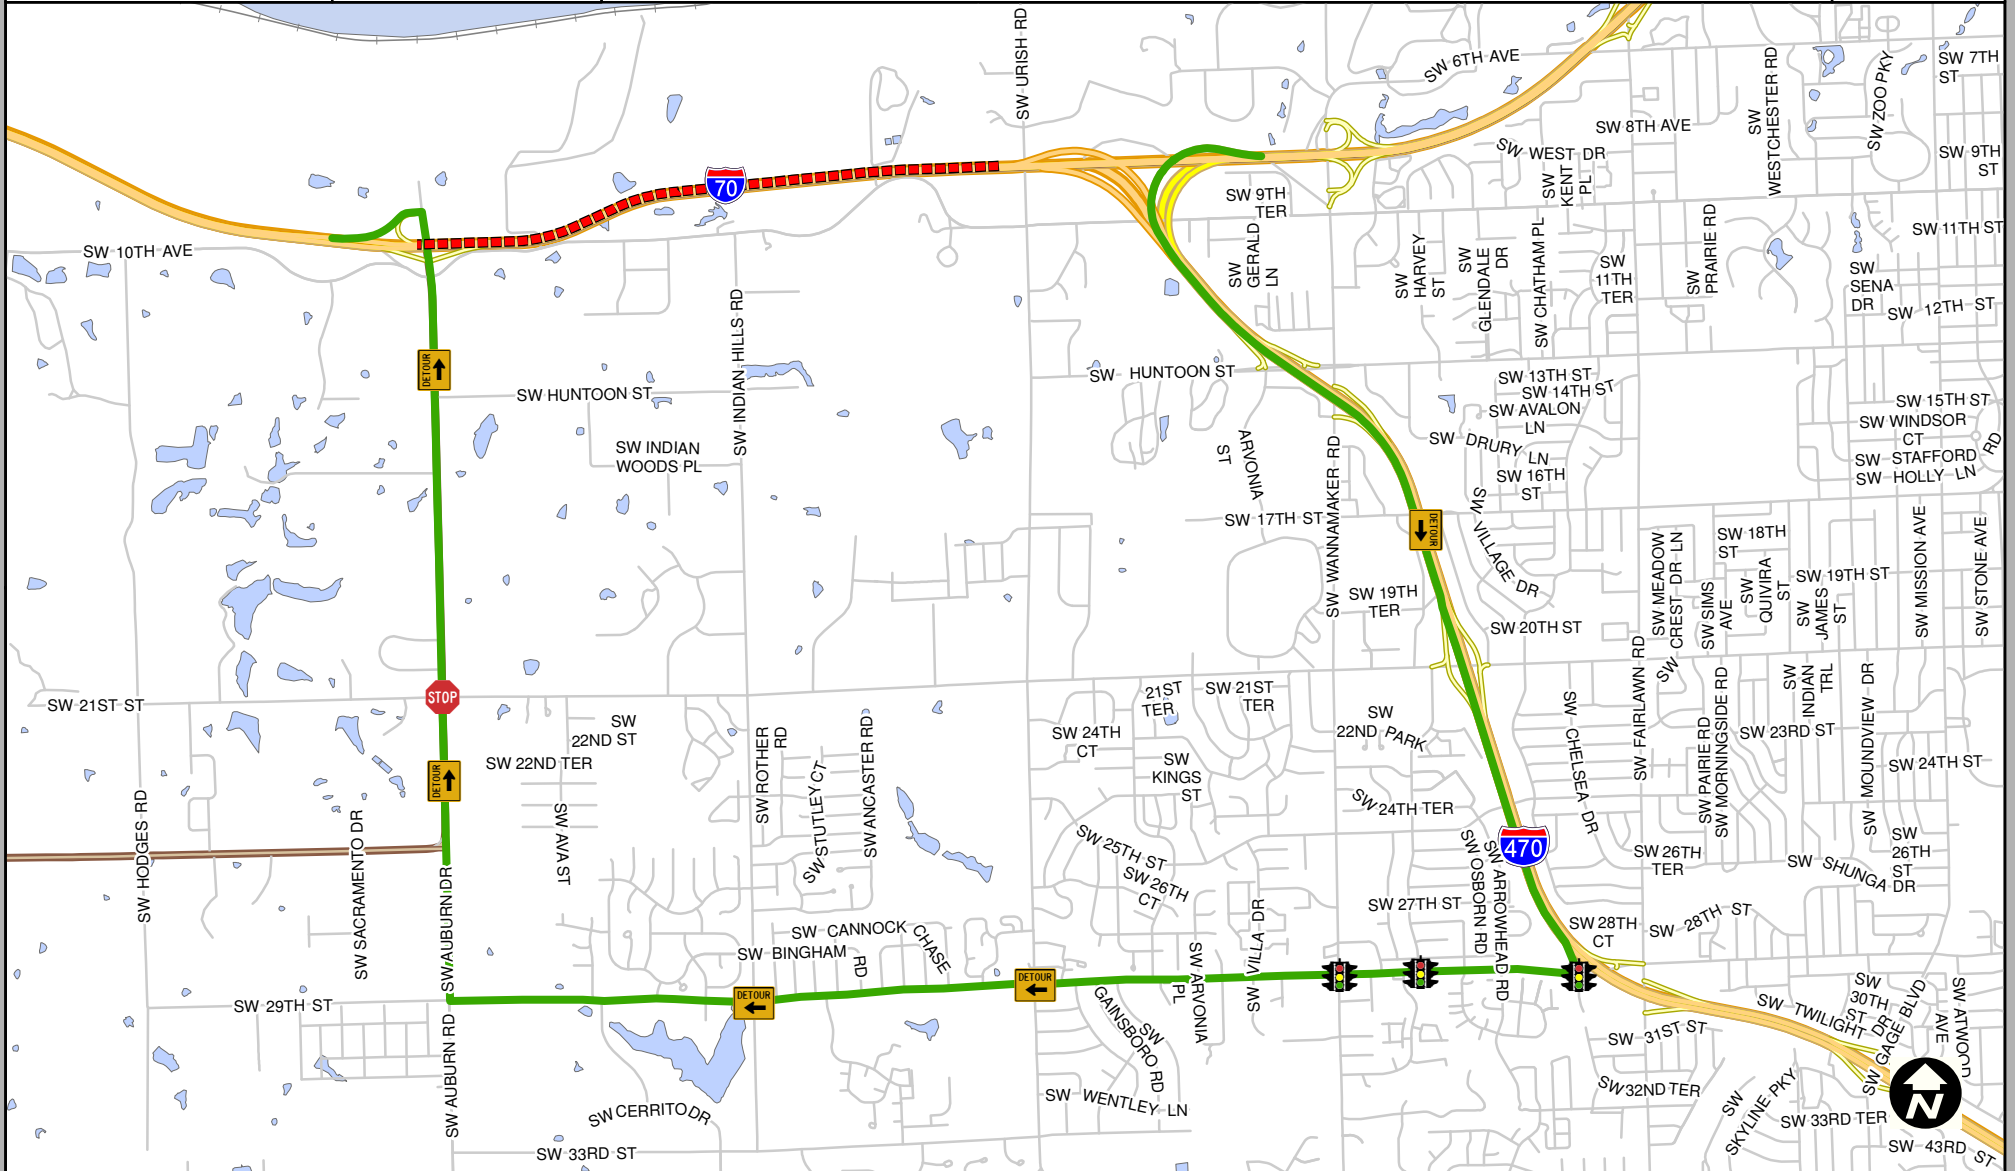 SW URISH RD
SW 6TH AVE
SW 7TH
ST
SW
WESTCHESTER RD
SW ZOO PKY
SW 8TH AVE
SW WEST DR
SW
KENT
PL
SW 9TH
ST
70
SW 9TH
TER
SW 10TH AVE
SW
GERALD
LN
SW
HARVEY
ST
SW
GLENDALE
DR
SW CHATHAM PL
SW
11TH
TER
SW
PRAIRIE RD
SW 11TH ST
SW
SENA
DR
SW 12TH ST
DETOUR
SW INDIAN HILLS RD
SW HUNTOON ST
SW HUNTOON ST
SW 13TH ST
SW 14TH ST
SW AVALON
LN
SW 15TH ST
SW WINDSOR
CT
SW STAFFORD
RD
SW HOLLY LN
SW INDIAN
WOODS PL
ARVONIA
ST
SW WANNAMAKER RD
SW DRURY LN
SW 16TH
ST
SW 17TH ST
DETOUR
SW VILLAGE DR
SW 18TH
ST
SW MEADOW
CREST DR LN
SW
SW SIMS
AVE
SW
QUIVIRA
ST
SW 19TH ST
SW
JAMES
ST
SW MISSION AVE
SW STONE AVE
SW 19TH
TER
SW 20TH ST
SW FAIRLAWN RD
STOP
SW 21ST ST
SW
22ND ST
SW 22ND TER
DETOUR
SW ROTHER
RD
SW STUTLEY CT
SW ANCASTER RD
SW 24TH
CT
21ST
TER
SW 21ST
TER
SW
KINGS
ST
SW
22ND PARK
SW 24TH TER
SW CHELSEA DR
SW PAIRIE RD
SW MORNINGSIDE RD
SW
INDIAN
TRL
SW 23RD ST
SW MOUNDVIEW DR
SW 24TH ST
SW HODGES RD
SW SACRAMENTO DR
SW AVA ST
SW 25TH ST
SW 26TH
CT
SW OSBORN RD
SW ARROWHEAD RD
470
SW 26TH
TER
SW SHUNGA DR
SW
26TH
ST
SW AUBURN DR
SW 27TH ST
SW 28TH
CT
SW 28TH ST
SW CANNOCK
CHASE
SW BINGHAM
RD
SW VILLA DR
SW ARVONIA
PL
DETOUR
DETOUR
SW 29TH ST
SW AUBURN RD
GAINSBORO RD
SW
SW TWILIGHT DR
SW
30TH
ST
SW GAGE BLVD
SW ATWOOD
AVE
SW 31ST ST
SW CERRITO DR
SW WENTLEY LN
SW 32ND TER
SW
SKYLINE PKY
SW 33RD TER
N
SW 33RD ST
SW 43RD ST